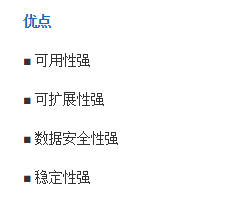 优点
■ 可用性强
■ 可扩展性强
■ 数据安全性强
■ 稳定性强